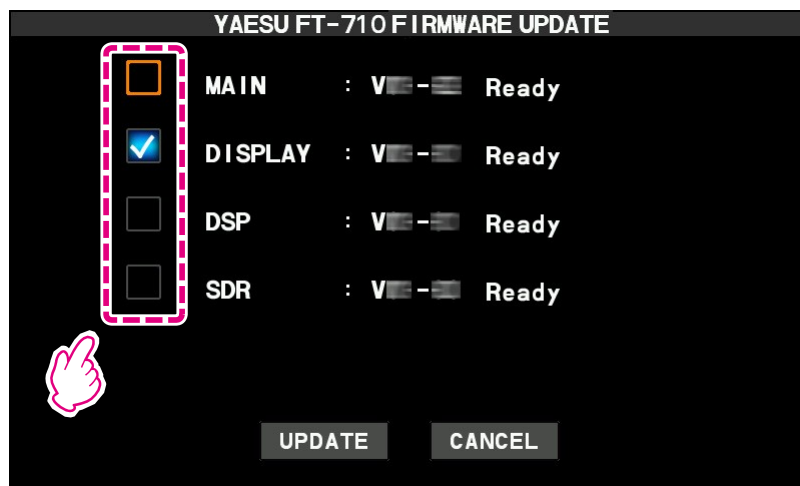 YAESU FT-710 FIRMWARE UPDATE
MAIN : V - Ready
DISPLAY : V - Ready
DSP : V - Ready
SDR : V - Ready
UPDATE CANCEL